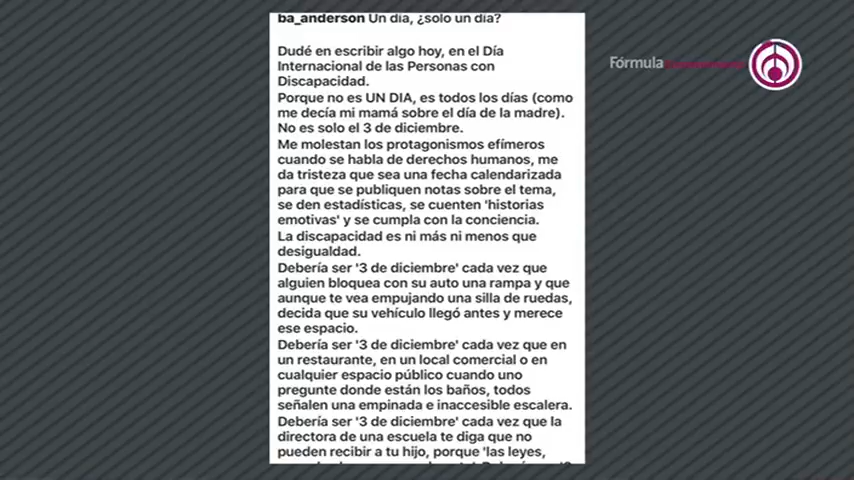 ba_anderson Un día, ¿solo un día?
Dudé en escribir algo hoy, en el Día
Internacional de las Personas con
Discapacidad.
Porque no es UN DIA, es todos los días (como
me decía mi mamá sobre el día de la madre).
No es solo el 3 de diciembre.
Me molestan los protagonismos efímeros
cuando se habla de derechos humanos, me
da tristeza que sea una fecha calendarizada
para que se publiquen notas sobre el tema,
se den estadísticas, se cuenten 'historias
emotivas' y se cumpla con la conciencia.
La discapacidad es ni más ni menos que
desigualdad.
Debería ser '3 de diciembre' cada vez que
alguien bloquea con su auto una rampa y que
aunque te vea empujando una silla de ruedas,
decida que su vehículo llegó antes y merece
ese espacio.
Debería ser '3 de diciembre' cada vez que en
un restaurante, en un local comercial o en
cualquier espacio público cuando uno
pregunte donde están los baños, todos
señalen una empinada e inaccesible escalera.
Debería ser '3 de diciembre' cada vez que la
directora de una escuela te diga que no
pueden recibir a tu hijo, porque 'las leyes,
Fórmula